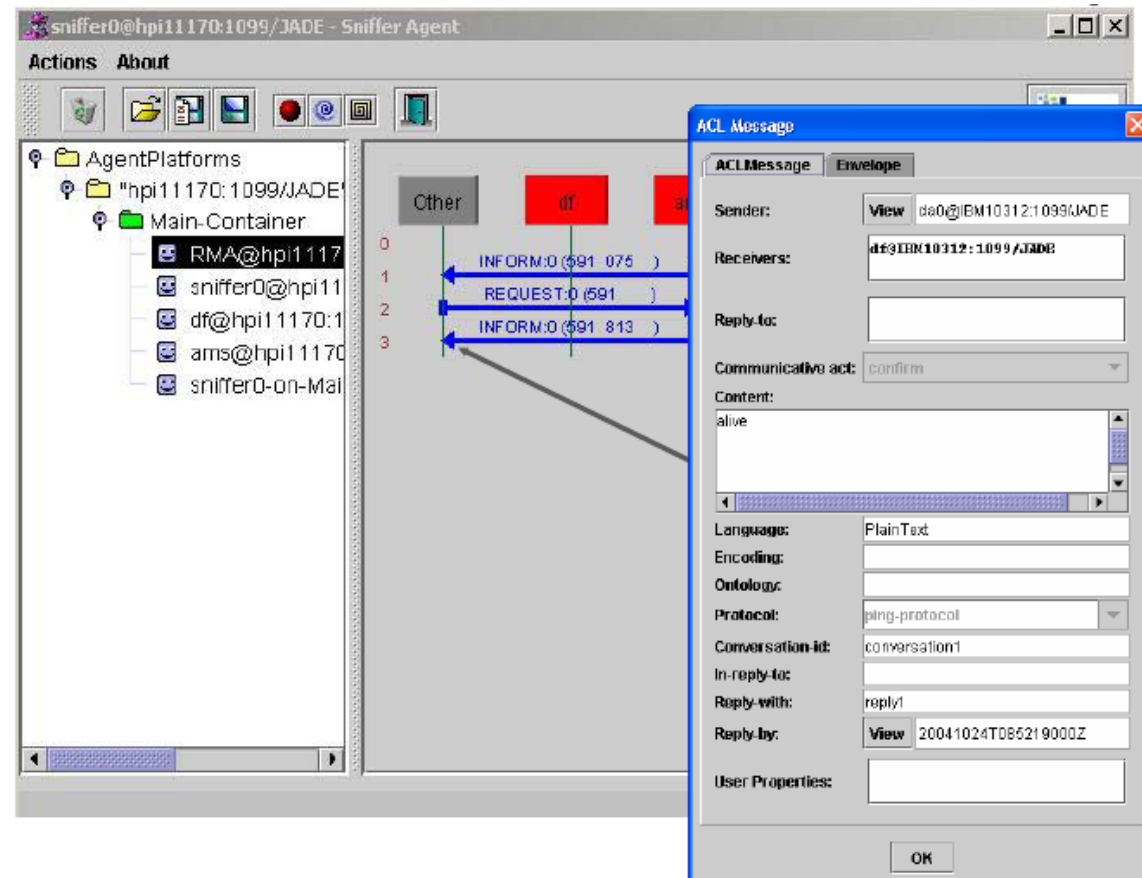 sniffer0@hpi11170:1099/JADE - Sniffer Agent
Actions About
AgentPlatforms
"hpi11170:1099/JADE"
Main-Container
RMA@hpi1117
sniffer0@hpi11
df@hpi11170:1
ams@hpi11170
sniffer0-on-Mai
Other
df
0
INFORM:0 (591 075 )
1
REQUEST:0 (591 )
2
INFORM:0 (591 813 )
3
ACL Message
ACLMessage Envelope
Sender: View da0@IBM10312:1099/JADE
Receivers: df@IBM10312:1099/JADE
Reply-to:
Communicative act: confirm
Content:
alive
Language: PlainText
Encoding:
Ontology:
Protocol: ping-protocol
Conversation-id: conversation1
In-reply-to:
Reply-with: reply1
Reply-by: View 20041024T085219000Z
User Properties:
OK